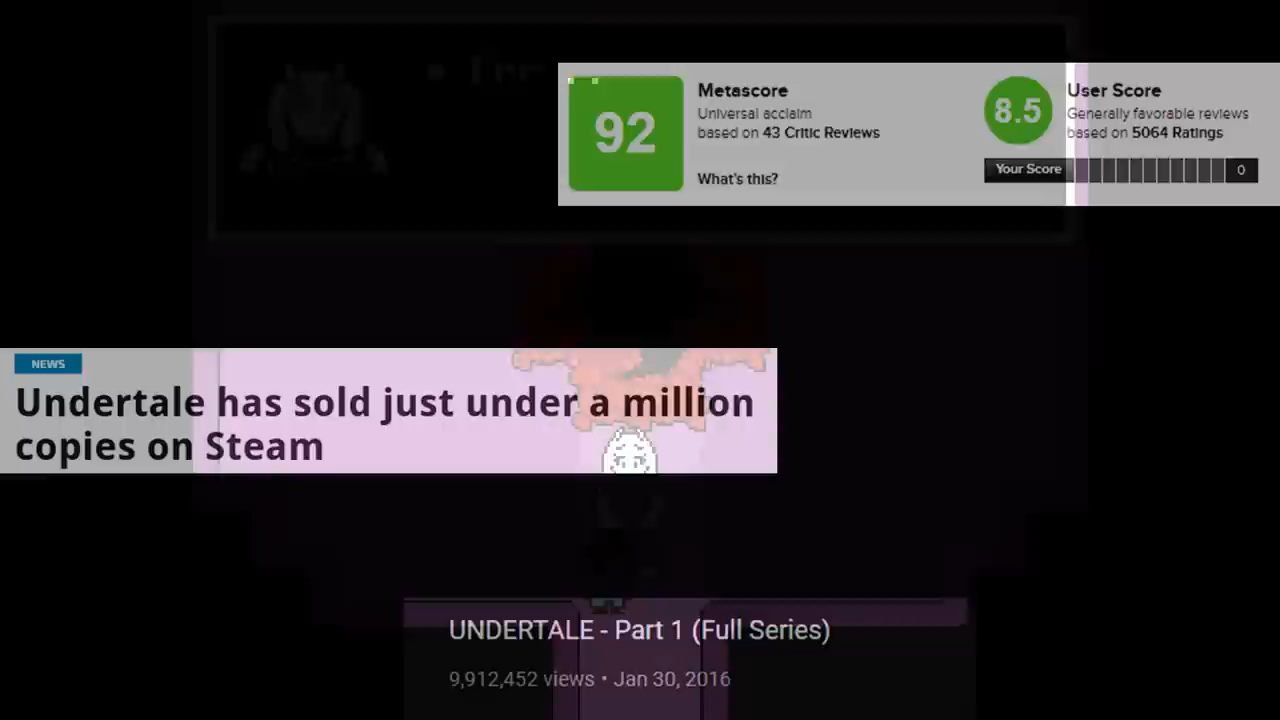 92
Metascore
Universal acclaim
based on 43 Critic Reviews
What's this?
8.5
User Score
Generally favorable reviews
based on 5064 Ratings
Your Score
0
NEWS
Undertale has sold just under a million
copies on Steam
UNDERTALE - Part 1 (Full Series)
9,912,452 views • Jan 30, 2016